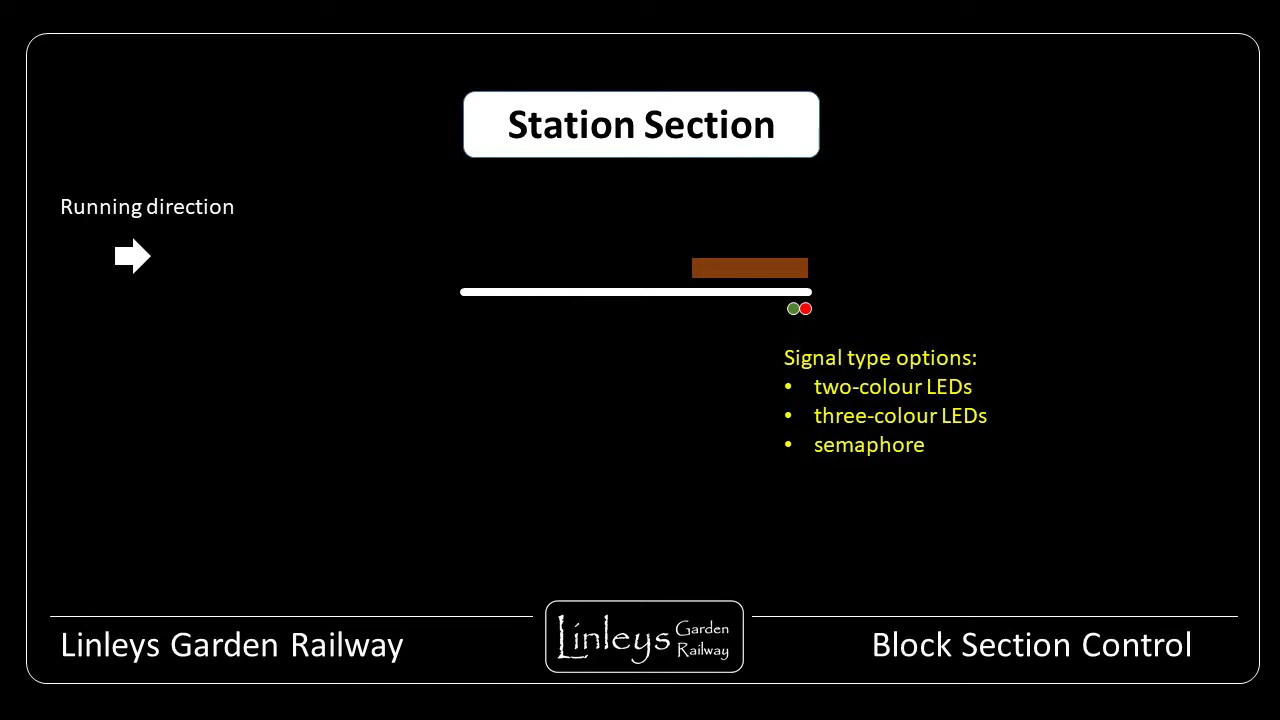 Station Section
Running direction
Signal type options:
• two-colour LEDs
• three-colour LEDs
• semaphore
Linleys Garden Railway
Linleys Garden
Railway
Block Section Control